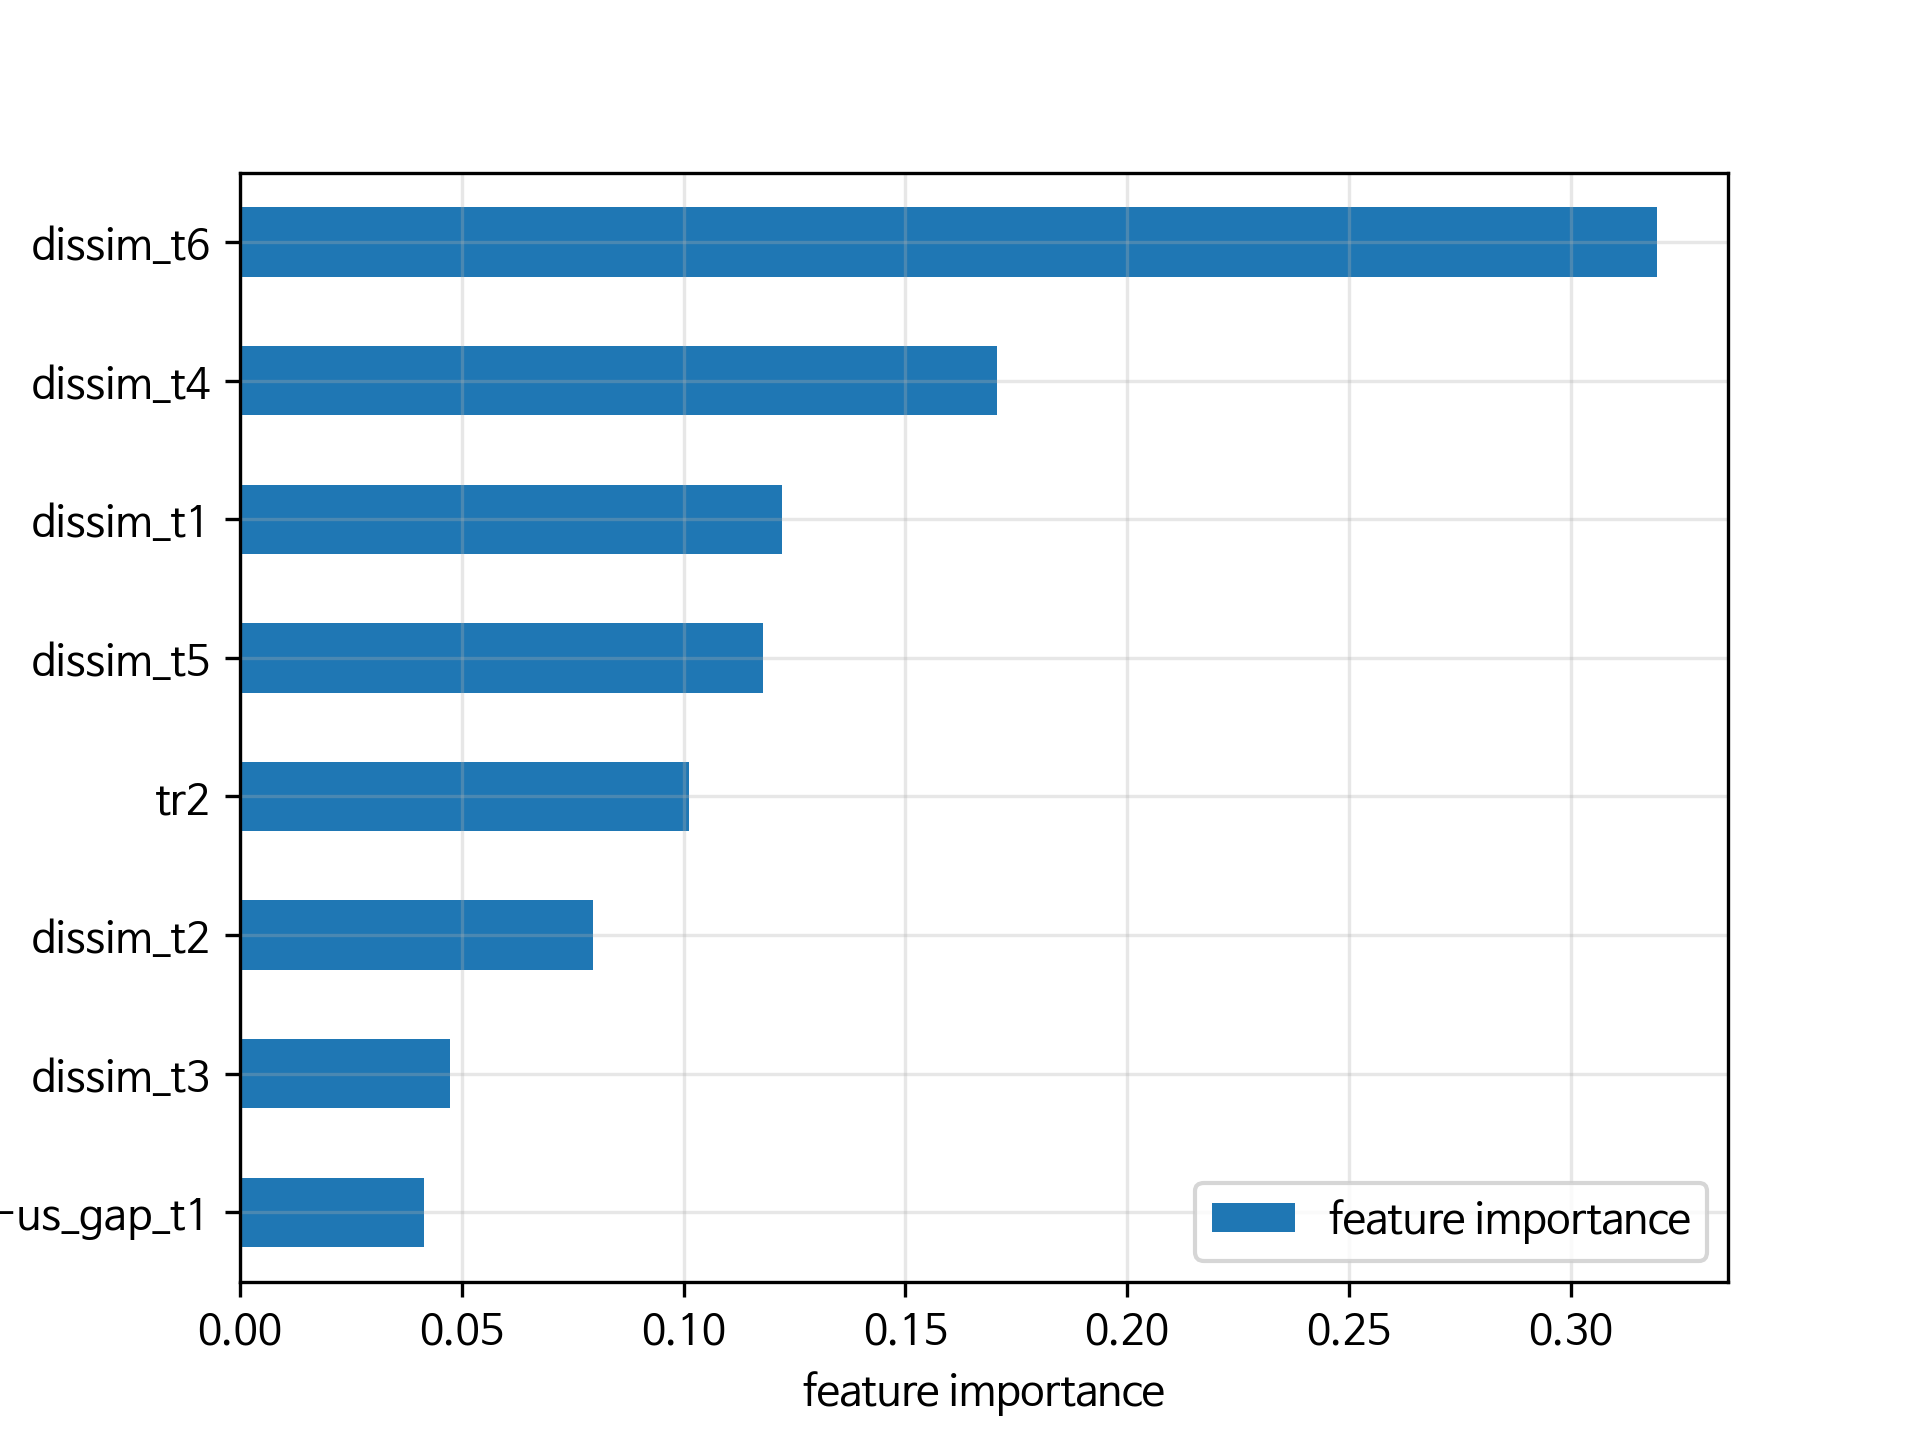 dissim_t6
dissim_t4
dissim_t1
dissim_t5
tr2
dissim_t2
dissim_t3
-us_gap_t1
feature importance
0.00 0.05 0.10 0.15 0.20 0.25 0.30
feature importance